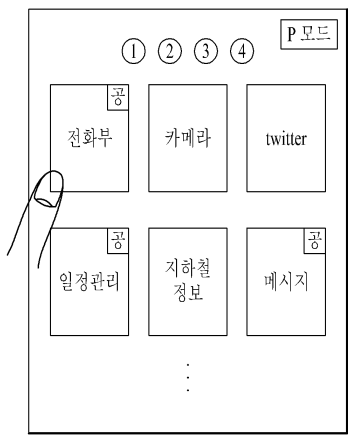 P 모드
① ② ③ ④
공
전화부 카메라 twitter
공 공
일정관리 지하철 메시지
정보